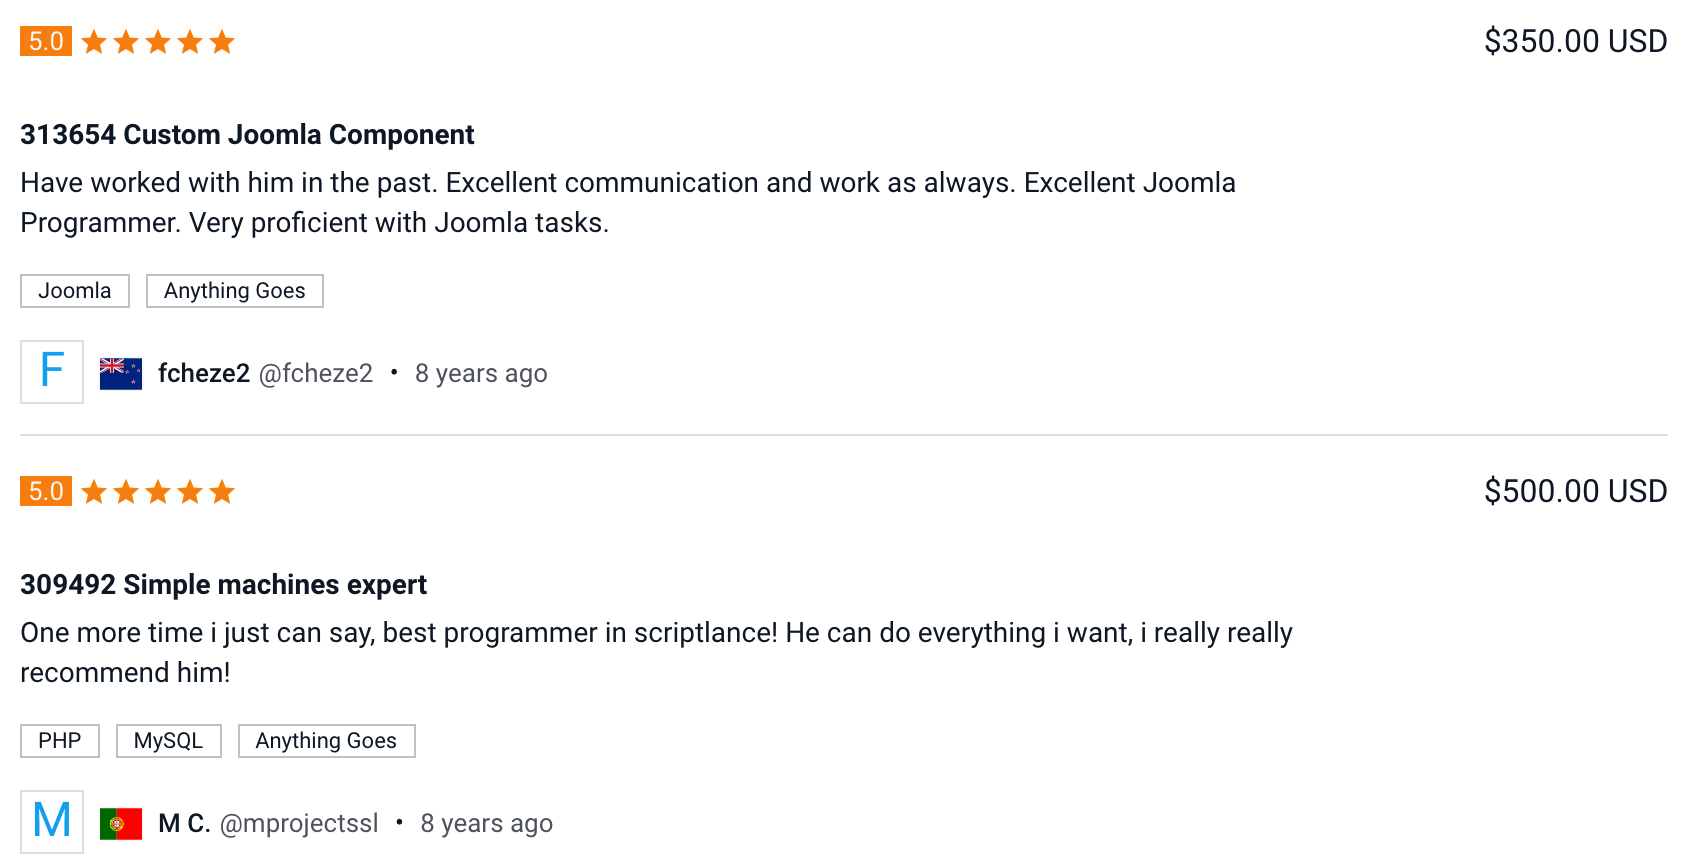 5.0
$350.00 USD
313654 Custom Joomla Component
Have worked with him in the past. Excellent communication and work as always. Excellent Joomla
Programmer. Very proficient with Joomla tasks.
Joomla Anything Goes
F fcheze2 @fcheze2 • 8 years ago
5.0
$500.00 USD
309492 Simple machines expert
One more time i just can say, best programmer in scriptlance! He can do everything i want, i really really
recommend him!
PHP MySQL Anything Goes
M M C. @mprojectssl • 8 years ago